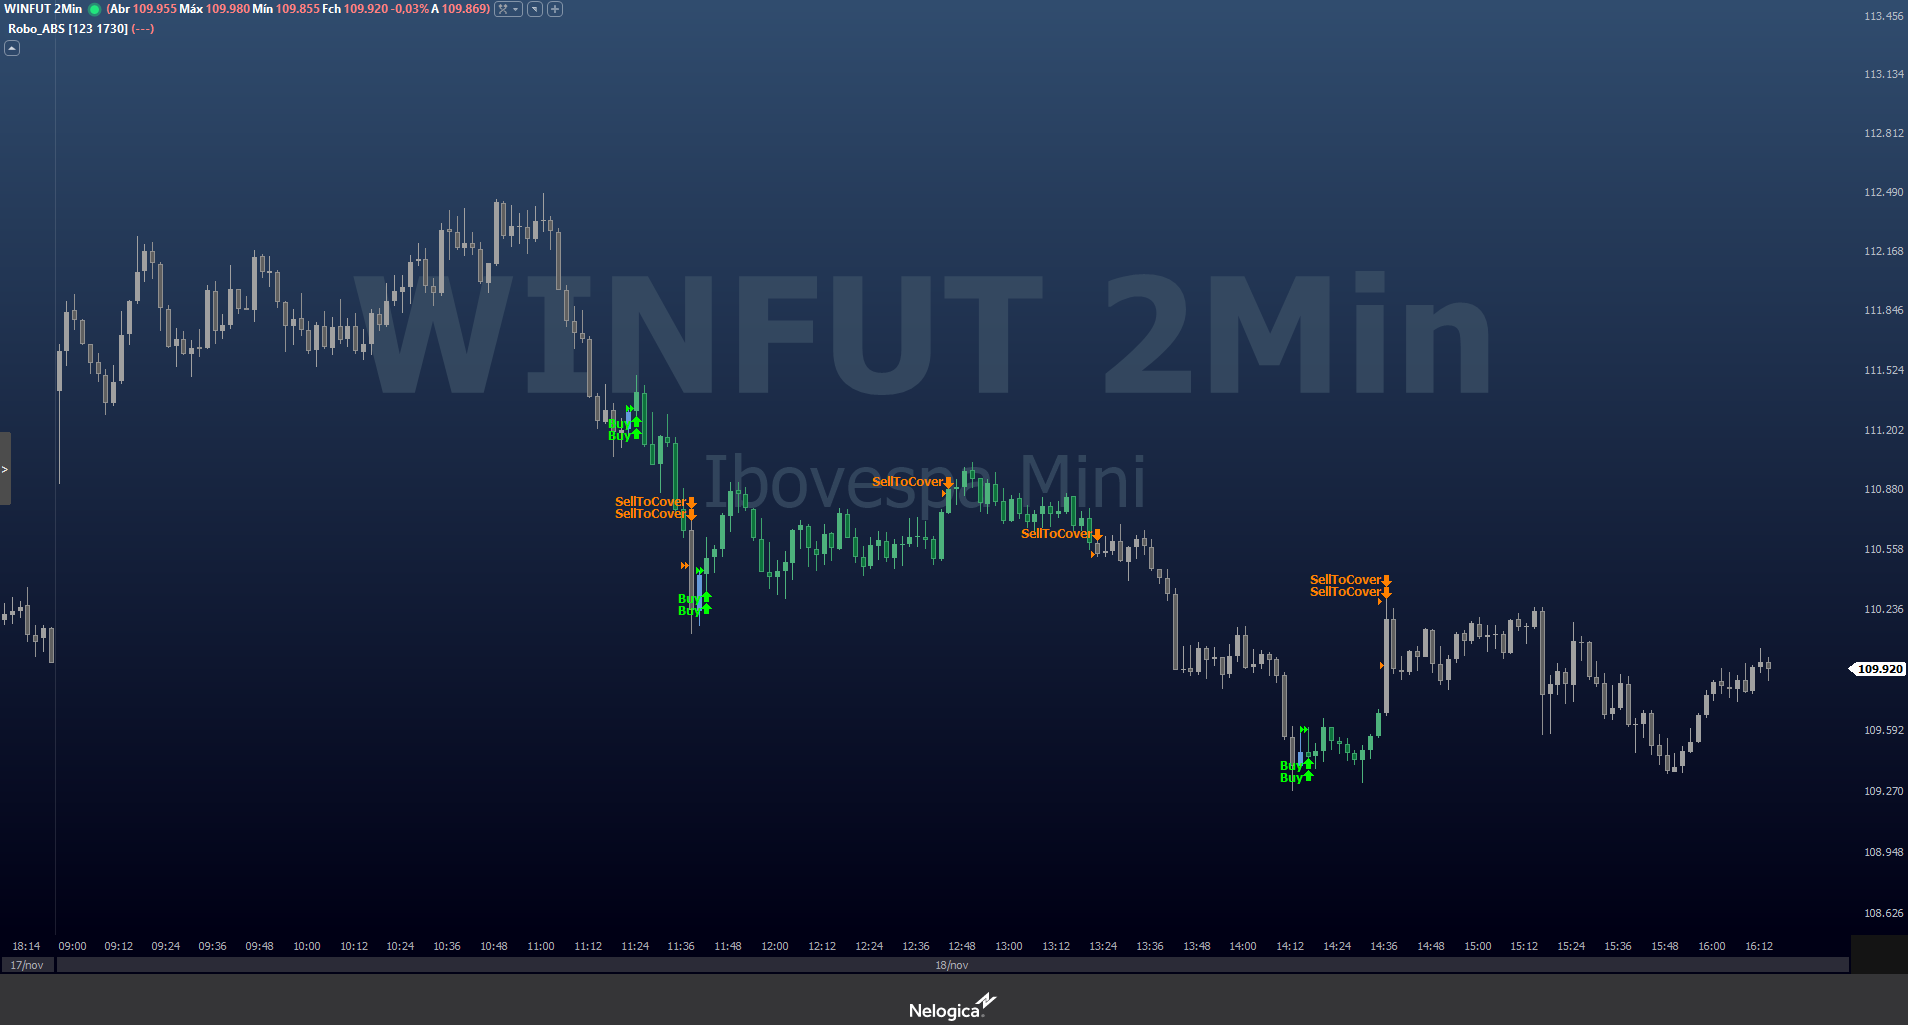 WINFUT 2Min (Abr 109.955 Máx 109.980 Mín 109.855 Fch 109.920 -0,03% A 109.869)
Robo_ABS [123 1730] (---)
113.456
113.134
112.812
112.490
112.168
111.846
111.524
111.202
110.880
110.558
110.236
109.920
109.592
109.270
108.948
108.626
WINFUT 2Min
Ibovespa Mini
Buy
Buy
SellToCover
SellToCover
Buy
Buy
SellToCover
SellToCover
SellToCover
SellToCover
Buy
Buy
>
18:14 09:00 09:12 09:24 09:36 09:48 10:00 10:12 10:24 10:36 10:48 11:00 11:12 11:24 11:36 11:48 12:00 12:12 12:24 12:36 12:48 13:00 13:12 13:24 13:36 13:48 14:00 14:12 14:24 14:36 14:48 15:00 15:12 15:24 15:36 15:48 16:00 16:12
17/nov 18/nov
Nelogica